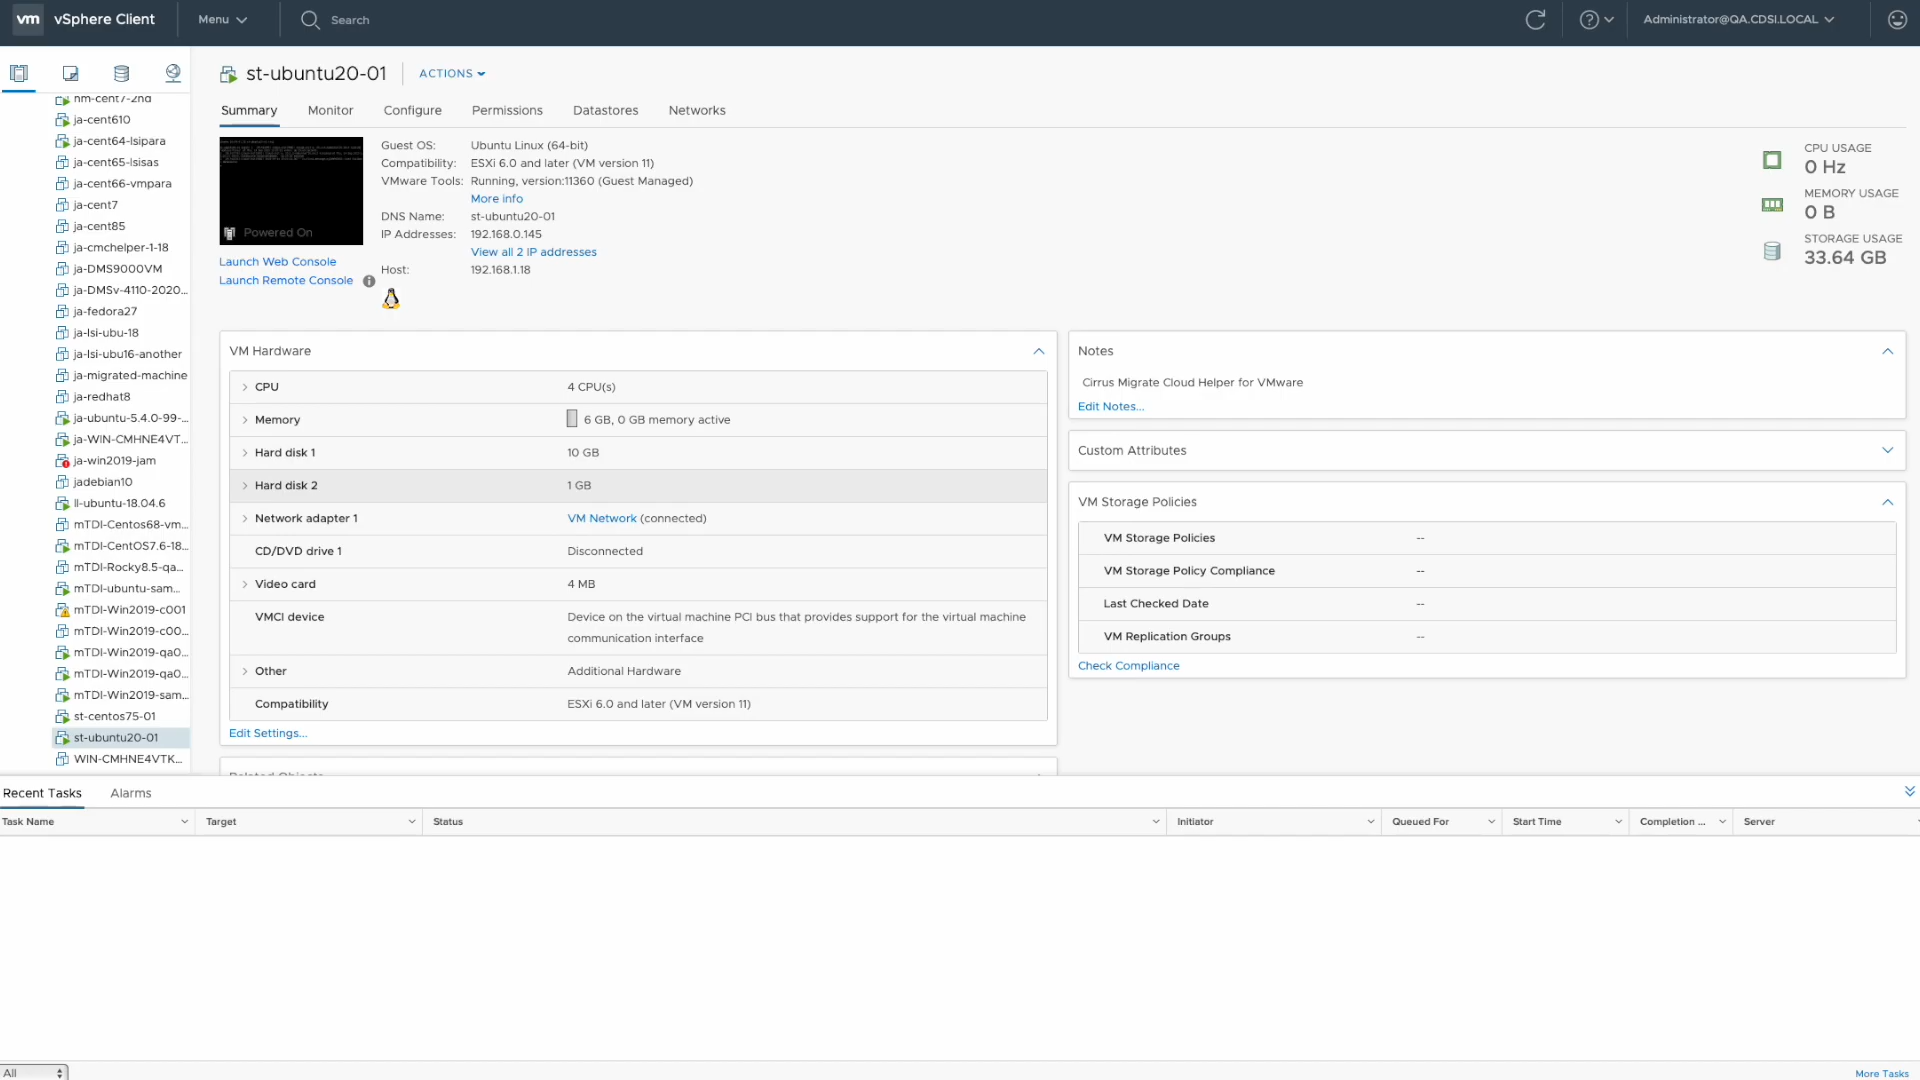 vm vSphere Client Menu Search Administrator@QA.CDSI.LOCAL
hm-cent7-2nd
ja-cent610
ja-cent64-lsipara
ja-cent65-lsisas
ja-cent66-vmpara
ja-cent7
ja-cent85
ja-cmchelper-1-18
ja-DMS9000VM
ja-DMSv-4110-2020...
ja-fedora27
ja-lsi-ubu-18
ja-lsi-ubu16-another
ja-migrated-machine
ja-redhat8
ja-ubuntu-5.4.0-99-...
ja-WIN-CMHNE4VT...
ja-win2019-jam
jadebian10
ll-ubuntu-18.04.6
mTDI-Centos68-vm...
mTDI-CentOS7.6-18...
mTDI-Rocky8.5-qa...
mTDI-ubuntu-sam...
mTDI-Win2019-c001
mTDI-Win2019-c00...
mTDI-Win2019-qa0...
mTDI-Win2019-qa0...
mTDI-Win2019-sam...
st-centos75-01
st-ubuntu20-01
WIN-CMHNE4VTK...
st-ubuntu20-01 ACTIONS
Summary Monitor Configure Permissions Datastores Networks
Powered On
Launch Web Console
Launch Remote Console
Guest OS: Ubuntu Linux (64-bit)
Compatibility: ESXi 6.0 and later (VM version 11)
VMware Tools: Running, version:11360 (Guest Managed)
More info
DNS Name: st-ubuntu20-01
IP Addresses: 192.168.0.145
View all 2 IP addresses
Host: 192.168.1.18
CPU USAGE
0 Hz
MEMORY USAGE
0 B
STORAGE USAGE
33.64 GB
VM Hardware
CPU 4 CPU(s)
Memory 6 GB, 0 GB memory active
Hard disk 1 10 GB
Hard disk 2 1 GB
Network adapter 1 VM Network (connected)
CD/DVD drive 1 Disconnected
Video card 4 MB
VMCI device Device on the virtual machine PCI bus that provides support for the virtual machine
communication interface
Other Additional Hardware
Compatibility ESXi 6.0 and later (VM version 11)
Edit Settings...
Related Objects
Notes
Cirrus Migrate Cloud Helper for VMware
Edit Notes...
Custom Attributes
VM Storage Policies
VM Storage Policies --
VM Storage Policy Compliance --
Last Checked Date --
VM Replication Groups --
Check Compliance
Recent Tasks Alarms
Task Name Target Status Initiator Queued For Start Time Completion ... Server
All More Tasks